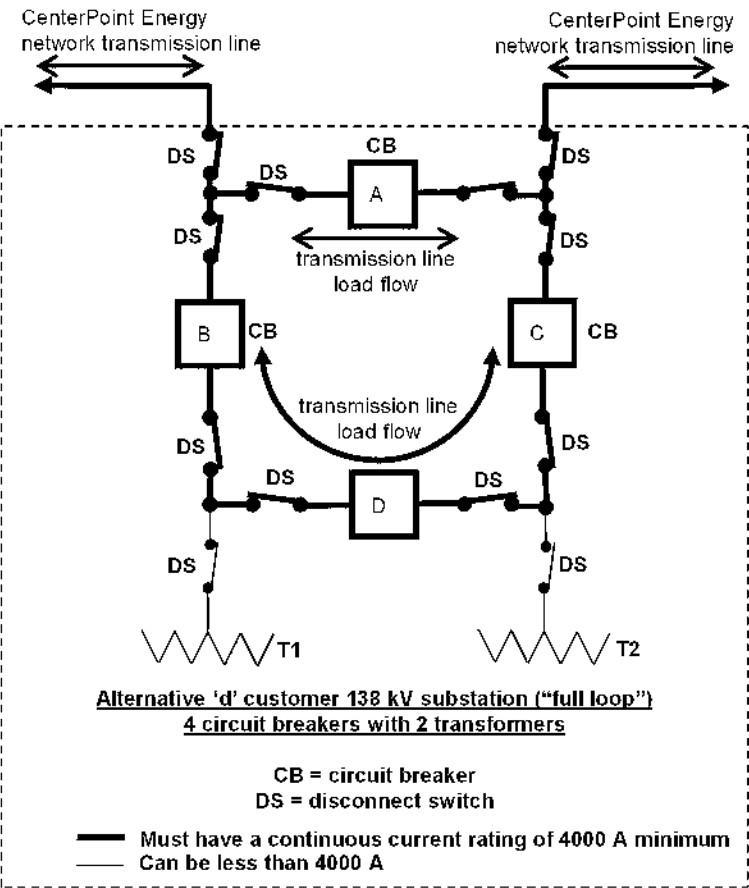 CenterPoint Energy
network transmission line
CenterPoint Energy
network transmission line
DS
DS
CB
A
DS
DS
transmission line
load flow
DS
B
CB
C
CB
transmission line
load flow
DS
DS
DS
D
DS
DS
DS
T1
T2
Alternative ‘d’ customer 138 kV substation (“full loop”)
4 circuit breakers with 2 transformers
CB = circuit breaker
DS = disconnect switch
Must have a continuous current rating of 4000 A minimum
Can be less than 4000 A